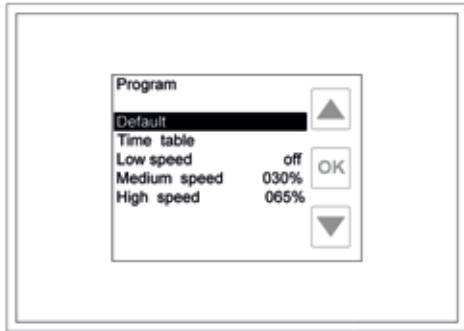 Program
Default
Time table
Low speed off
Medium speed 030%
OK
High speed 065%